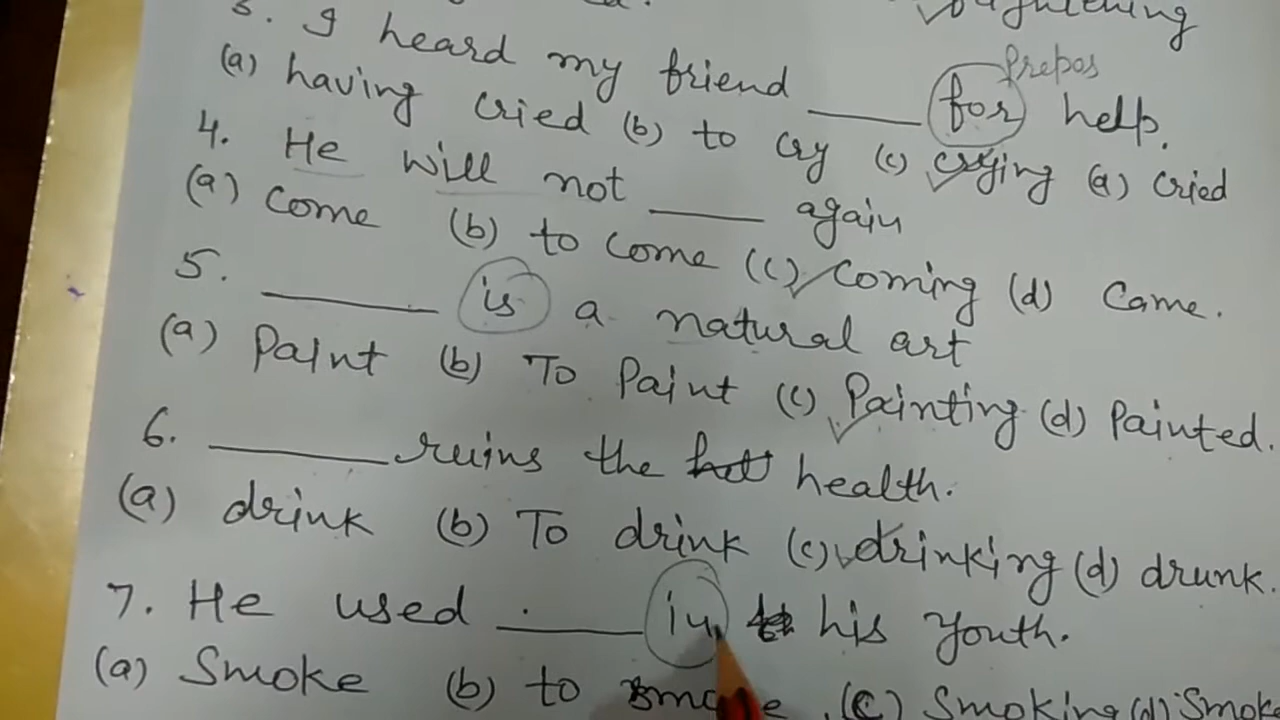 3. I heard my friend ____ for help.
Prepos
(a) having cried (b) to cry (c) crying (d) cried
4. He will not ____ again
(a) Come (b) to come (c) Coming (d) Came.
5. ____ is a natural art
(a) Paint (b) To Paint (c) Painting (d) Painted.
6. ____ ruins the health.
(a) drink (b) To drink (c) drinking (d) drunk.
7. He used ____ in his youth.
(a) Smoke (b) to (c) Smoking (d)